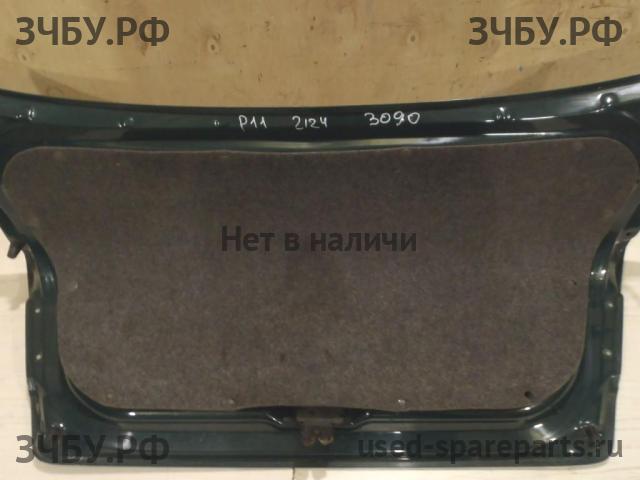 ЗЧБУ.РФ ЗЧБУ.РФ
P11 2124 3090
Нет в наличи
ЗЧБУ.РФ used-spareparts.ru